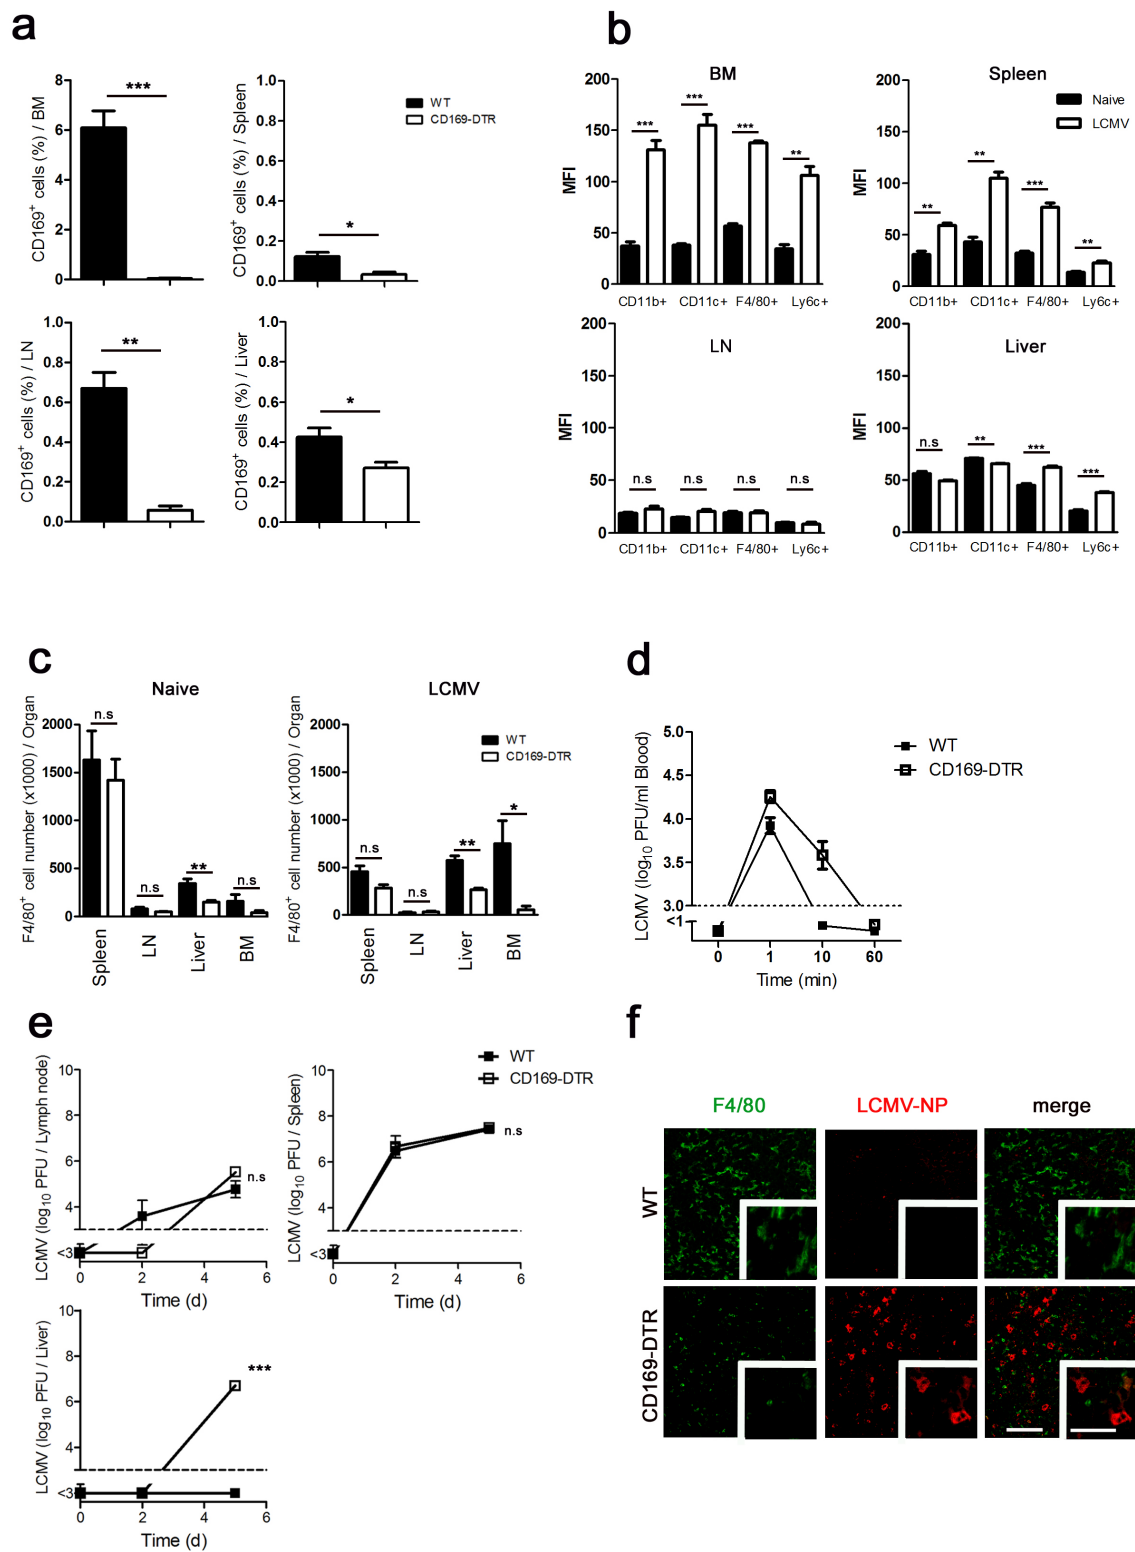 a
CD169+ cells (%) / BM
8
6
4
2
0
***
CD169+ cells (%) / Spleen
1.0
0.8
0.6
0.4
0.2
0.0
*
WT
CD169-DTR
CD169+ cells (%) / LN
1.0
0.8
0.6
0.4
0.2
0.0
**
CD169+ cells (%) / Liver
1.0
0.8
0.6
0.4
0.2
0.0
*
b
BM
MFI
200
150
100
50
0
***
***
***
**
CD11b+
CD11c+
F4/80+
Ly6c+
Spleen
Naive
LCMV
MFI
200
150
100
50
0
**
**
***
**
CD11b+
CD11c+
F4/80+
Ly6c+
LN
MFI
200
150
100
50
0
n.s
n.s
n.s
n.s
CD11b+
CD11c+
F4/80+
Ly6c+
Liver
MFI
200
150
100
50
0
n.s
**
***
***
CD11b+
CD11c+
F4/80+
Ly6c+
c
Naive
F4/80+ cell number (x1000) / Organ
2000
1500
1000
500
0
n.s
n.s
**
n.s
Spleen
LN
Liver
BM
LCMV
F4/80+ cell number (x1000) / Organ
2000
1500
1000
500
0
WT
CD169-DTR
n.s
n.s
**
*
Spleen
LN
Liver
BM
d
LCMV (log10 PFU/ml Blood)
5.0
4.5
4.0
3.5
3.0
<1
0
1
10
60
Time (min)
WT
CD169-DTR
e
WT
CD169-DTR
LCMV (log10 PFU / Lymph node)
10
8
6
4
<3
n.s
0
2
4
6
Time (d)
LCMV (log10 PFU / Spleen)
10
8
6
4
<3
n.s
0
2
4
6
Time (d)
LCMV (log10 PFU / Liver)
10
8
6
4
<3
***
0
2
4
6
Time (d)
f
F4/80
LCMV-NP
merge
WT
CD169-DTR